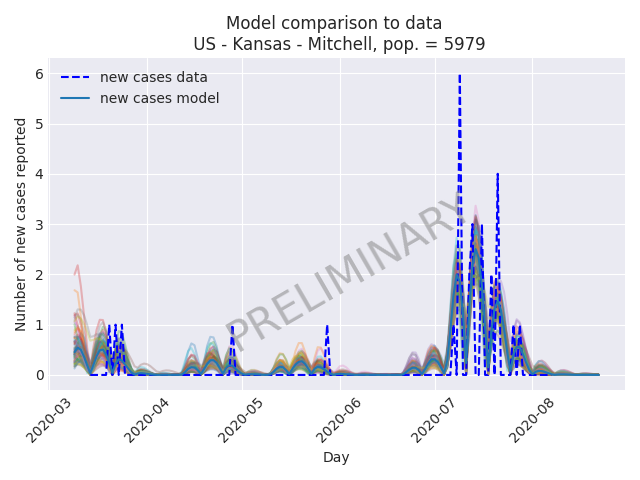 Model comparison to data
US - Kansas - Mitchell, pop. = 5979
new cases data
new cases model
Number of new cases reported
6
5
4
3
2
1
0
PRELIMINARY
2020-03
2020-04
2020-05
2020-06
2020-07
2020-08
Day